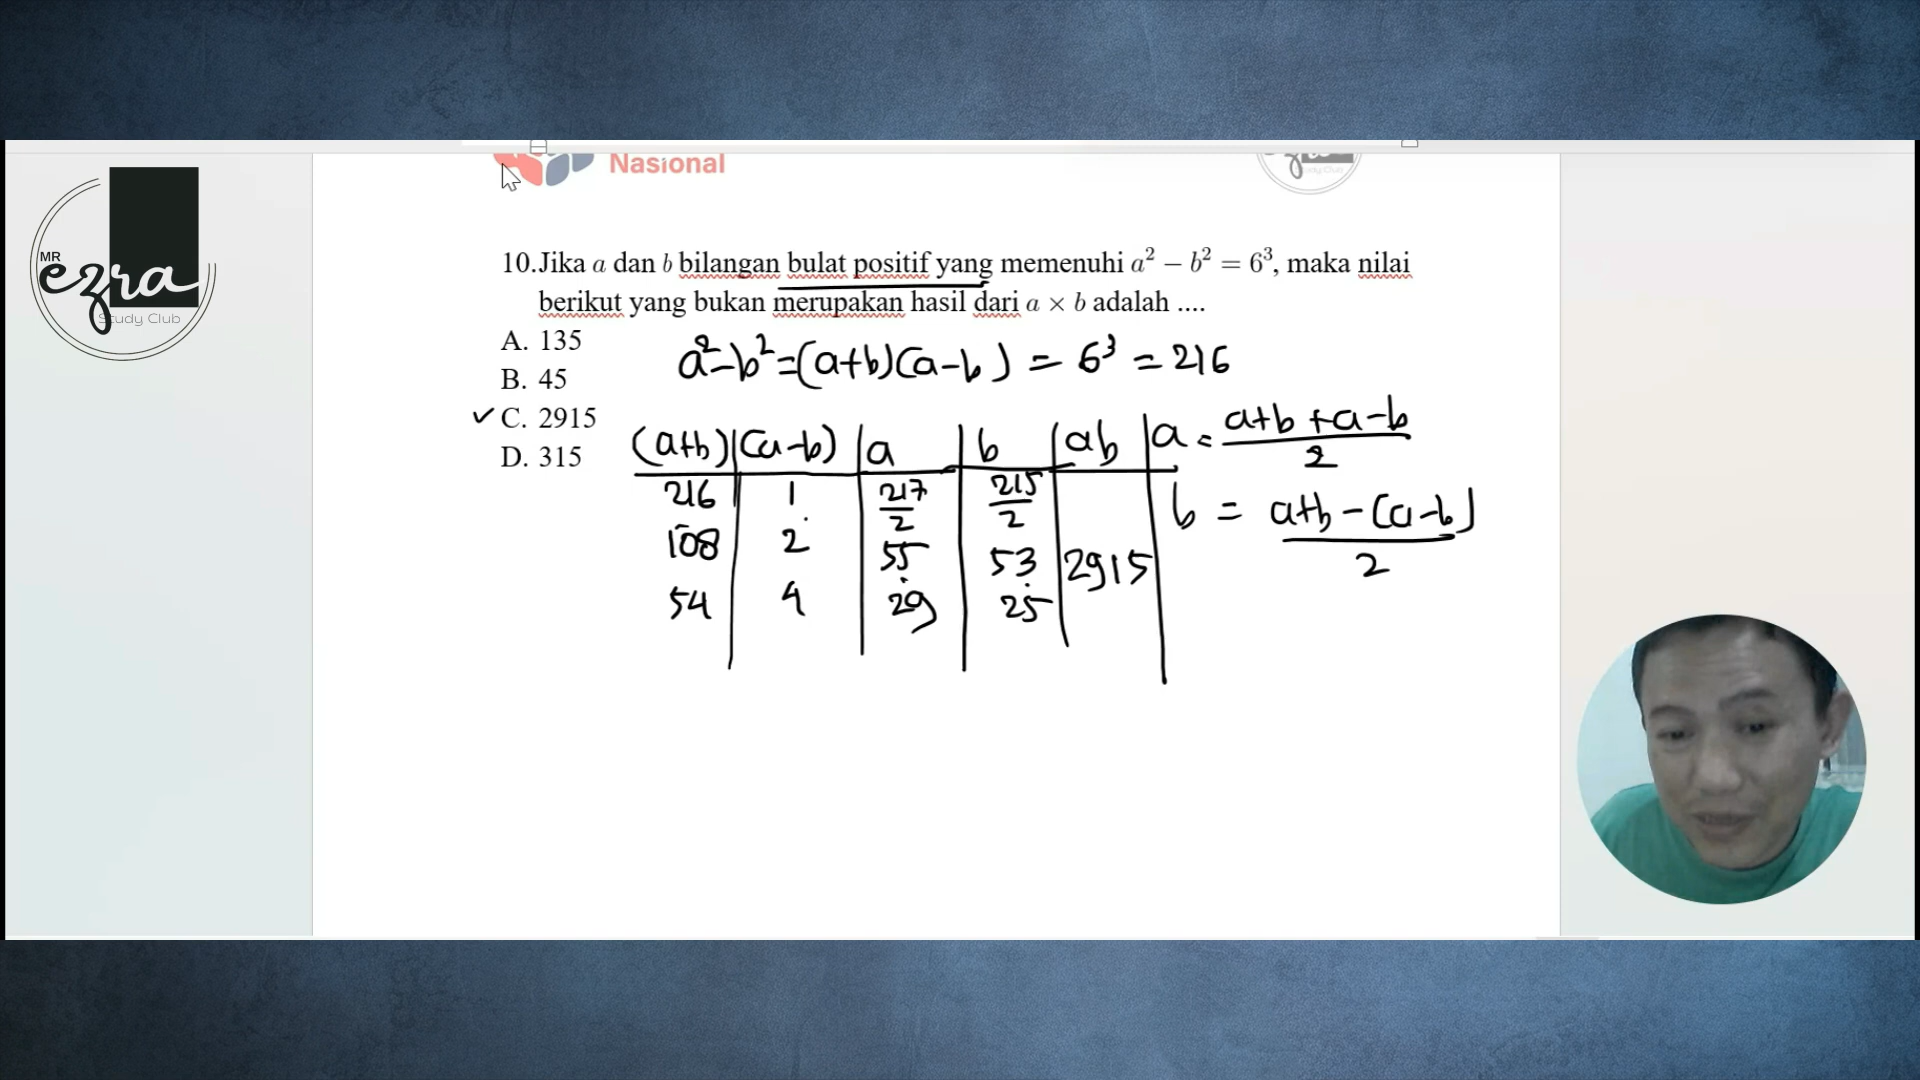 Nasional
MR
ezra
Study Club
10.Jika a dan b bilangan bulat positif yang memenuhi a² − b² = 6³, maka nilai
berikut yang bukan merupakan hasil dari a × b adalah ....
A. 135
B. 45
✓ C. 2915
D. 315
a²−b²=(a+b)(a−b) = 6³ = 216
(a+b) | (a−b) | a | b | ab |
216 | 1 | 217/2 | 215/2
108 | 2 | 55 | 53 | 2915
54 | 4 | 29 | 25
a = (a+b+a−b)/2
b = (a+b−(a−b))/2